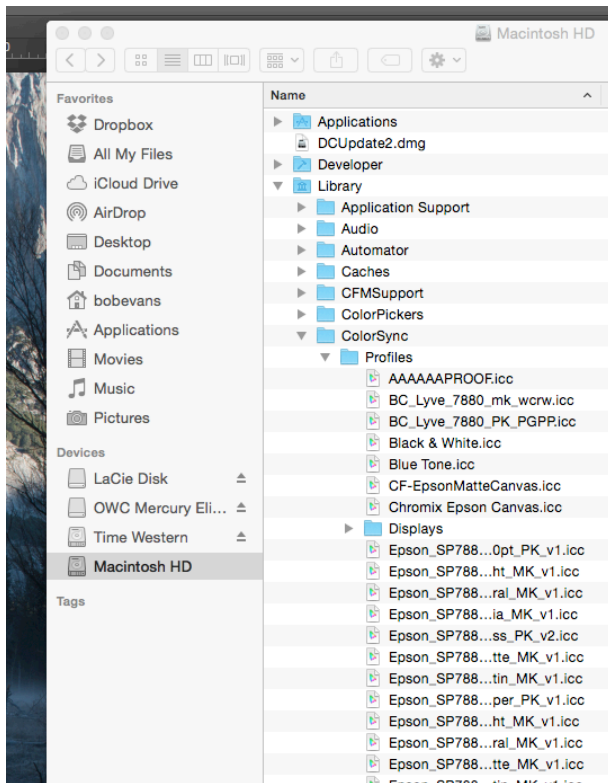 Macintosh HD
Favorites
Dropbox
All My Files
iCloud Drive
AirDrop
Desktop
Documents
bobevans
Applications
Movies
Music
Pictures
Devices
LaCie Disk
OWC Mercury Eli...
Time Western
Macintosh HD
Tags
Name
Applications
DCUpdate2.dmg
Developer
Library
Application Support
Audio
Automator
Caches
CFMSupport
ColorPickers
ColorSync
Profiles
AAAAAAPROOF.icc
BC_Lyve_7880_mk_wcrw.icc
BC_Lyve_7880_PK_PGPP.icc
Black & White.icc
Blue Tone.icc
CF-EpsonMatteCanvas.icc
Chromix Epson Canvas.icc
Displays
Epson_SP788...0pt_PK_v1.icc
Epson_SP788...ht_MK_v1.icc
Epson_SP788...ral_MK_v1.icc
Epson_SP788...ia_MK_v1.icc
Epson_SP788...ss_PK_v2.icc
Epson_SP788...tte_MK_v1.icc
Epson_SP788...tin_MK_v1.icc
Epson_SP788...per_PK_v1.icc
Epson_SP788...ht_MK_v1.icc
Epson_SP788...ral_MK_v1.icc
Epson_SP788...tte_MK_v1.icc